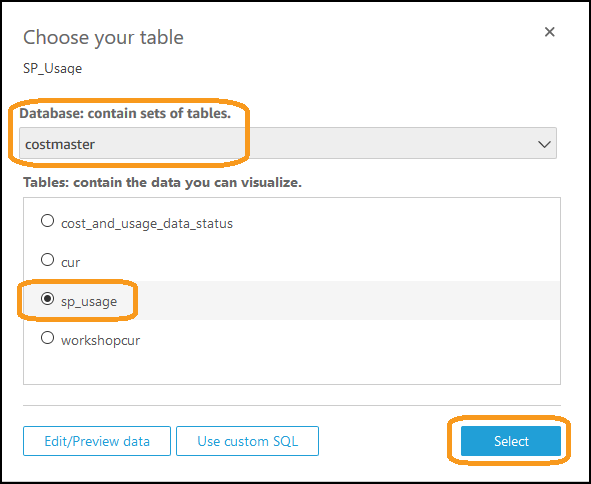 Choose your table
SP_Usage
Database: contain sets of tables.
costmaster
Tables: contain the data you can visualize.
cost_and_usage_data_status
cur
sp_usage
workshopcur
Edit/Preview data
Use custom SQL
Select